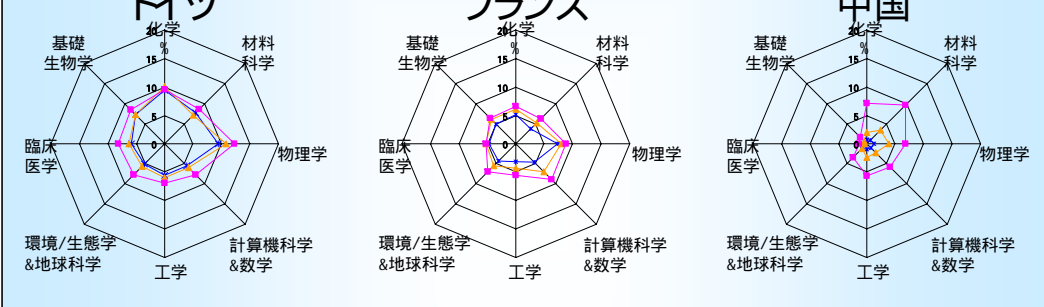 ドイツ
化学
20
%
15
10
5
0
材料
科学
物理学
計算機科学
&数学
工学
環境/生態学
&地球科学
臨床
医学
基礎
生物学
フランス
化学
20
%
15
10
5
0
材料
科学
物理学
計算機科学
&数学
工学
環境/生態学
&地球科学
臨床
医学
基礎
生物学
中国
化学
20
%
15
10
5
0
材料
科学
物理学
計算機科学
&数学
工学
環境/生態学
&地球科学
臨床
医学
基礎
生物学